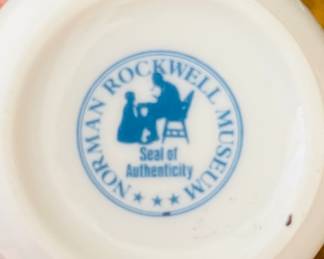 NORMAN ROCKWELL MUSEUM
Seal of
Authenticity